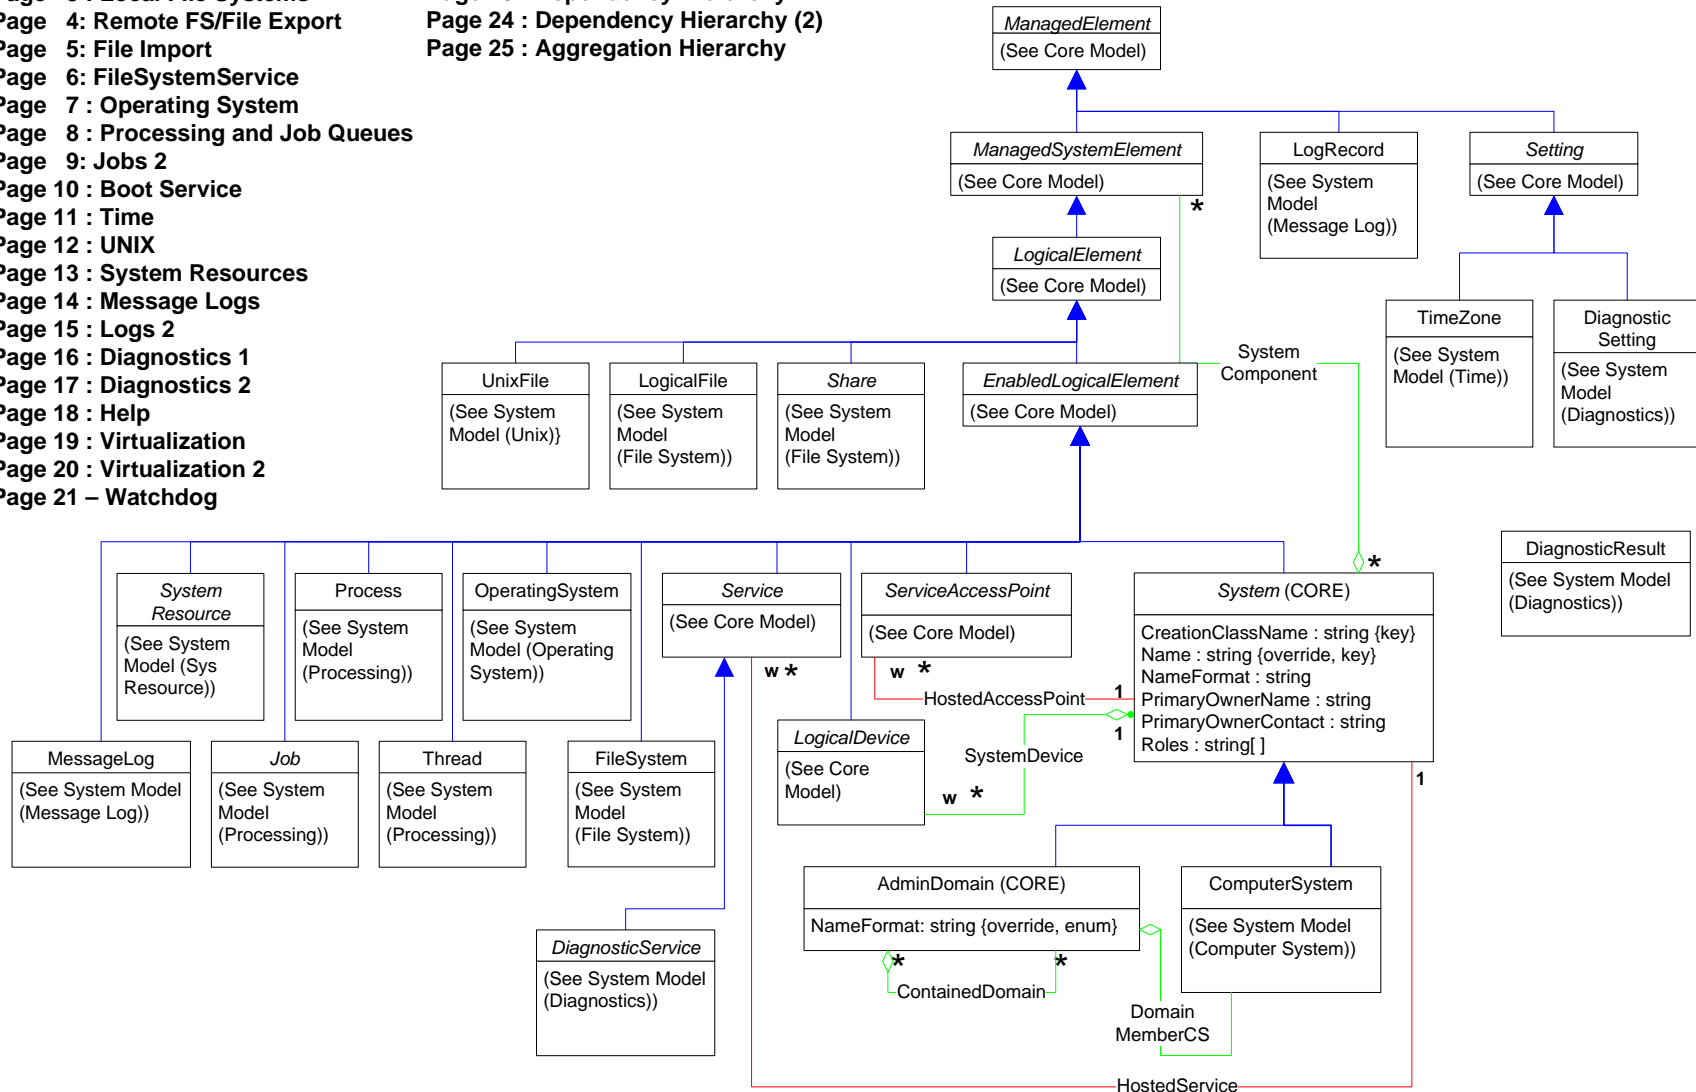 Page 4: Remote FS/File Export
Page 5: File Import
Page 6: FileSystemService
Page 7 : Operating System
Page 8 : Processing and Job Queues
Page 9: Jobs 2
Page 10 : Boot Service
Page 11 : Time
Page 12 : UNIX
Page 13 : System Resources
Page 14 : Message Logs
Page 15 : Logs 2
Page 16 : Diagnostics 1
Page 17 : Diagnostics 2
Page 18 : Help
Page 19 : Virtualization
Page 20 : Virtualization 2
Page 21 – Watchdog
Page 24 : Dependency Hierarchy (2)
Page 25 : Aggregation Hierarchy
ManagedElement
(See Core Model)
ManagedSystemElement
(See Core Model)
*
LogRecord
(See System
Model
(Message Log))
Setting
(See Core Model)
LogicalElement
(See Core Model)
TimeZone
(See System
Model (Time))
Diagnostic
Setting
(See System
Model
(Diagnostics))
System
Component
UnixFile
(See System
Model (Unix)}
LogicalFile
(See System
Model
(File System))
Share
(See System
Model
(File System))
EnabledLogicalElement
(See Core Model)
*
DiagnosticResult
(See System Model
(Diagnostics))
System
Resource
(See System
Model (Sys
Resource))
Process
(See System
Model
(Processing))
OperatingSystem
(See System
Model (Operating
System))
Service
(See Core Model)
w *
ServiceAccessPoint
(See Core Model)
w *
HostedAccessPoint
1
System (CORE)
CreationClassName : string {key}
Name : string {override, key}
NameFormat : string
PrimaryOwnerName : string
PrimaryOwnerContact : string
Roles : string[ ]
1
1
MessageLog
(See System Model
(Message Log))
Job
(See System
Model
(Processing))
Thread
(See System
Model
(Processing))
FileSystem
(See System
Model
(File System))
LogicalDevice
(See Core
Model)
SystemDevice
w *
AdminDomain (CORE)
NameFormat: string {override, enum}
* *
ContainedDomain
ComputerSystem
(See System Model
(Computer System))
Domain
MemberCS
DiagnosticService
(See System Model
(Diagnostics))
HostedService